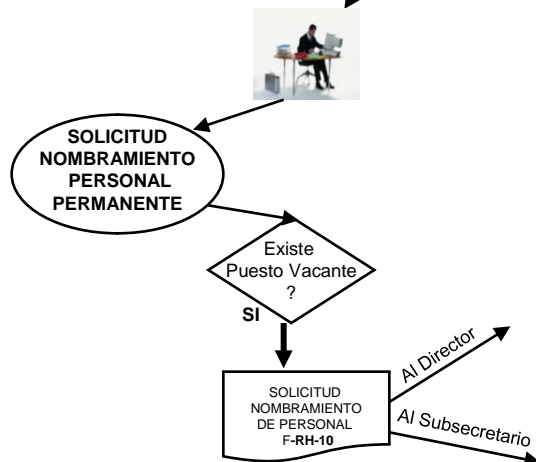 SOLICITUD
NOMBRAMIENTO
PERSONAL
PERMANENTE
Existe
Puesto Vacante
?
SI
SOLICITUD
NOMBRAMIENTO
DE PERSONAL
F-RH-10
Al Director
Al Subsecretario